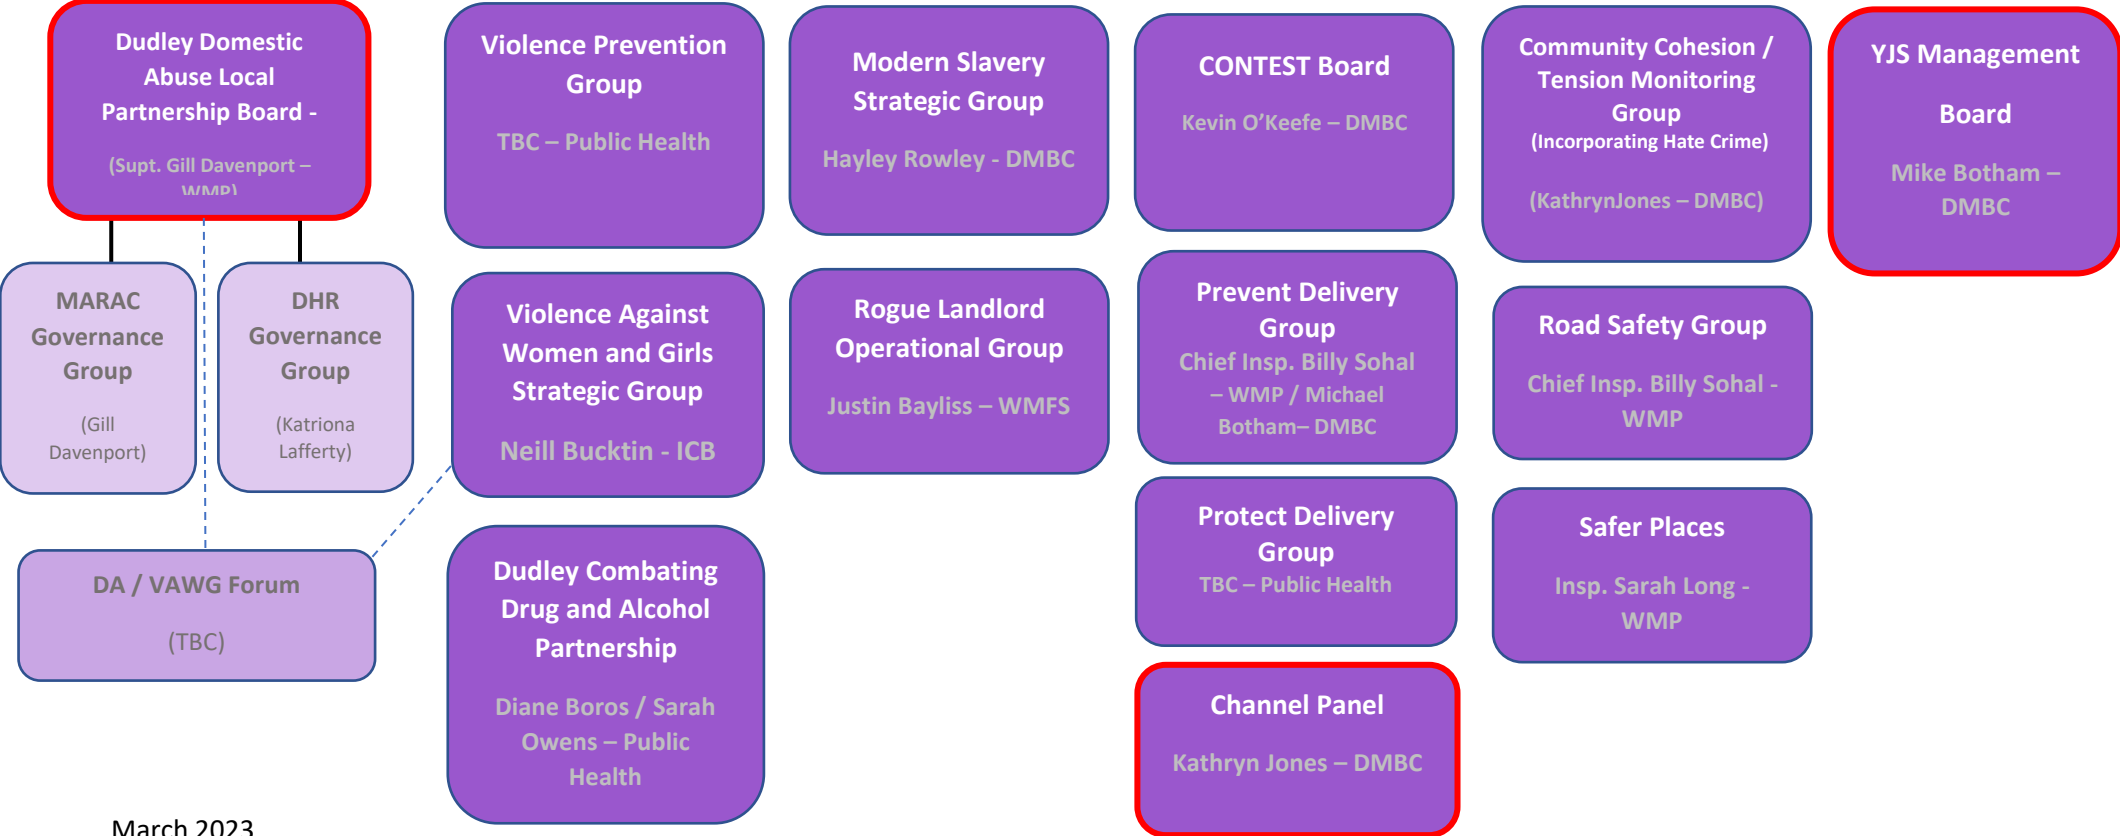 Dudley Domestic
Abuse Local
Partnership Board -
(Supt. Gill Davenport –
WMP)
MARAC
Governance
Group
(Gill
Davenport)
DHR
Governance
Group
(Katriona
Lafferty)
DA / VAWG Forum
(TBC)
Violence Prevention
Group
TBC – Public Health
Violence Against
Women and Girls
Strategic Group
Neill Bucktin - ICB
Dudley Combating
Drug and Alcohol
Partnership
Diane Boros / Sarah
Owens – Public
Health
Modern Slavery
Strategic Group
Hayley Rowley - DMBC
Rogue Landlord
Operational Group
Justin Bayliss – WMFS
CONTEST Board
Kevin O’Keefe – DMBC
Prevent Delivery
Group
Chief Insp. Billy Sohal
– WMP / Michael
Botham– DMBC
Protect Delivery
Group
TBC – Public Health
Channel Panel
Kathryn Jones – DMBC
Community Cohesion /
Tension Monitoring
Group
(Incorporating Hate Crime)
(KathrynJones – DMBC)
Road Safety Group
Chief Insp. Billy Sohal -
WMP
Safer Places
Insp. Sarah Long -
WMP
YJS Management
Board
Mike Botham –
DMBC
March 2023